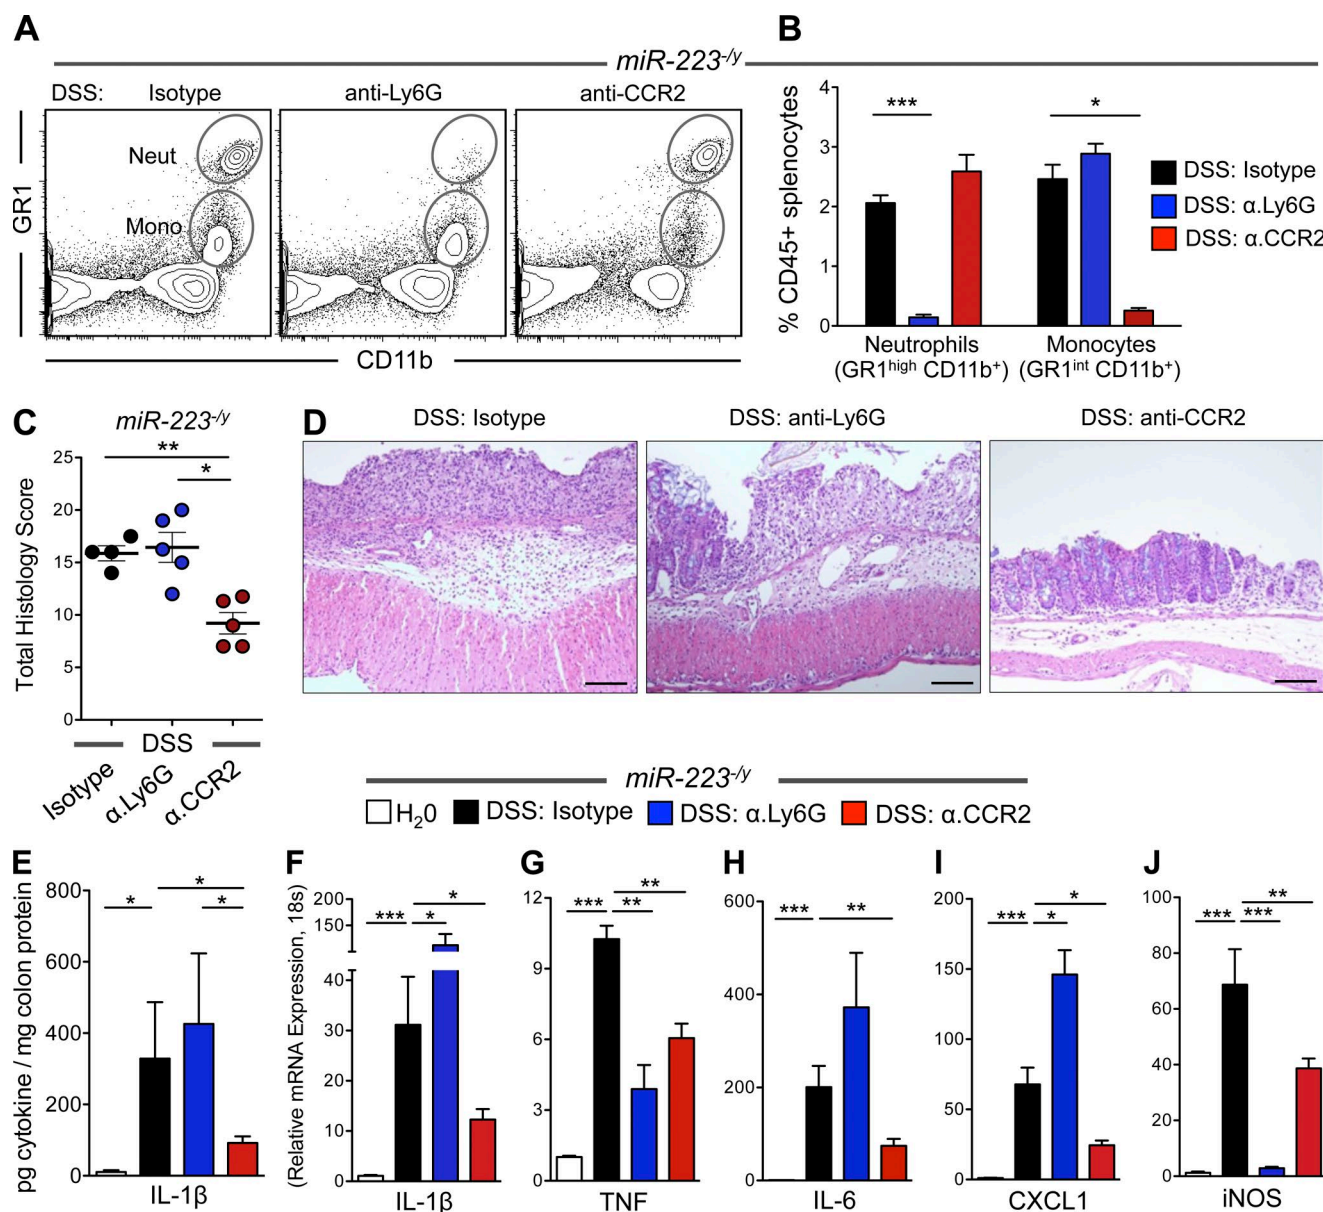 A
B
miR-223-/y
DSS: Isotype
anti-Ly6G
anti-CCR2
GR1
Neut
Mono
CD11b
% CD45+ splenocytes
4
3
2
1
0
***
*
Neutrophils
(GR1high CD11b+)
Monocytes
(GR1int CD11b+)
DSS: Isotype
DSS: α.Ly6G
DSS: α.CCR2
C
miR-223-/y
**
*
Total Histology Score
25
20
15
10
5
0
DSS
Isotype
α.Ly6G
α.CCR2
D
DSS: Isotype
DSS: anti-Ly6G
DSS: anti-CCR2
miR-223-/y
H20
DSS: Isotype
DSS: α.Ly6G
DSS: α.CCR2
E
pg cytokine / mg colon protein
800
600
400
200
0
*
*
*
IL-1β
F
(Relative mRNA Expression, 18s)
200
150
40
30
20
10
0
*
***
*
IL-1β
G
12
9
6
3
0
**
***
**
TNF
H
600
400
200
0
***
**
IL-6
I
200
150
100
50
0
*
***
*
CXCL1
J
100
80
60
40
20
0
**
***
***
iNOS